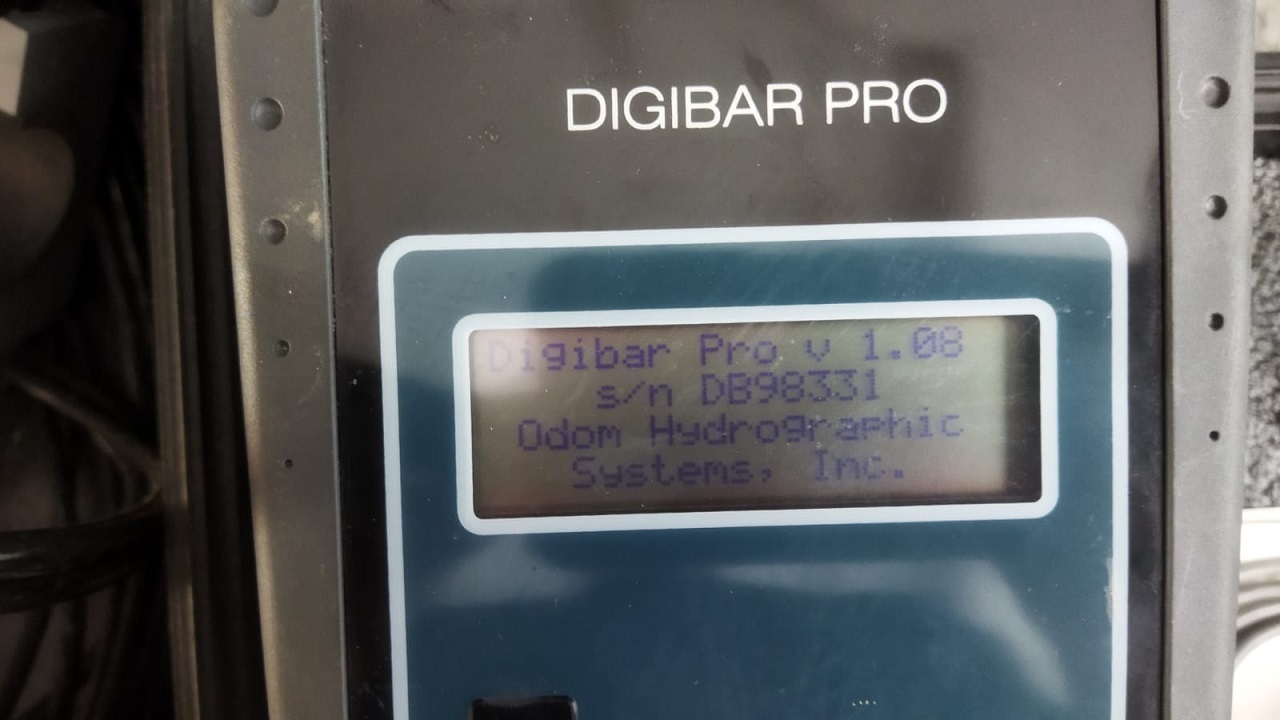 DIGIBAR PRO
Digibar Pro v 1.08
s/n DB98331
Odom Hydrographic
Systems, Inc.